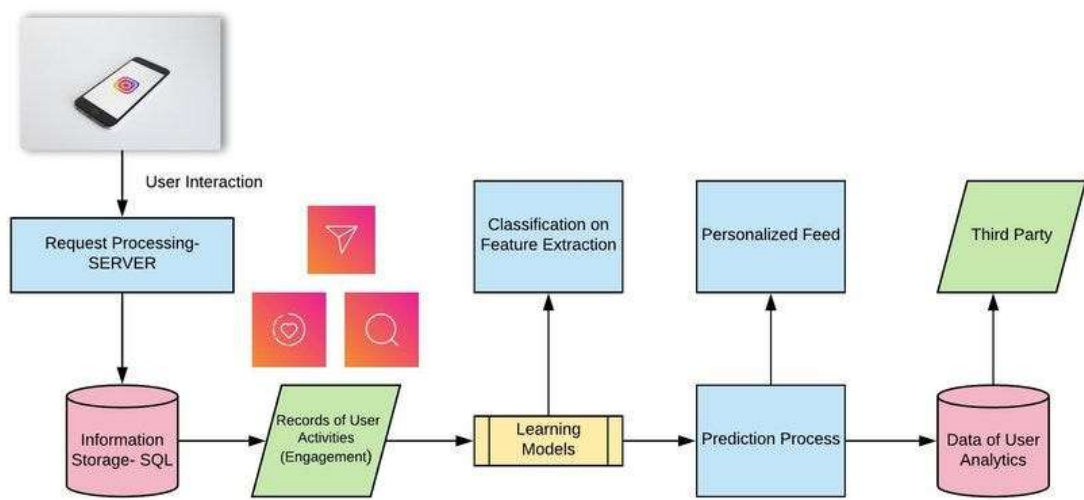 User Interaction
Request Processing-
SERVER
Classification on
Feature Extraction
Personalized Feed
Third Party
Information
Storage- SQL
Records of User
Activities
(Engagement)
Learning
Models
Prediction Process
Data of User
Analytics